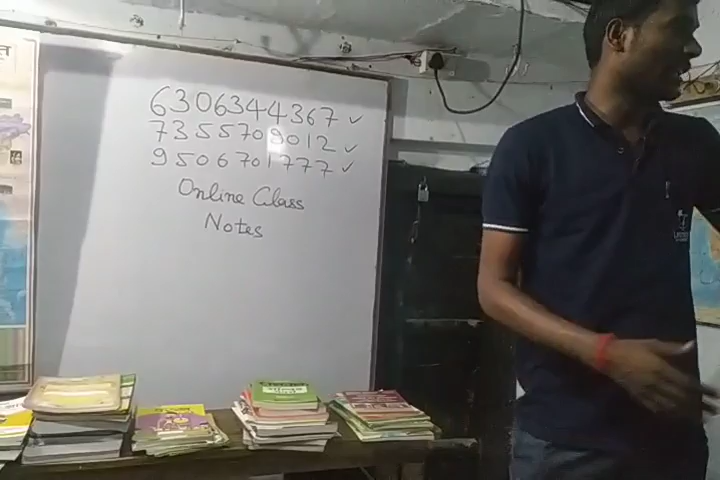 6306344367 ✓
7355709012 ✓
9506701777 ✓
Online Class
Notes